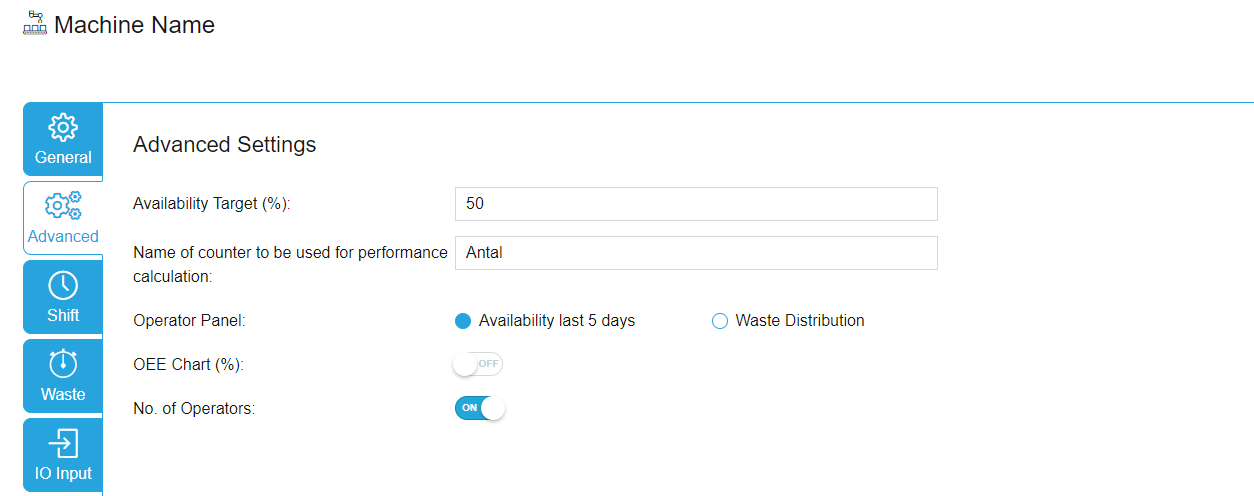 Machine Name
General
Advanced
Shift
Waste
IO Input
Advanced Settings
Availability Target (%):
50
Name of counter to be used for performance
calculation:
Antal
Operator Panel:
Availability last 5 days
Waste Distribution
OEE Chart (%):
OFF
No. of Operators:
ON